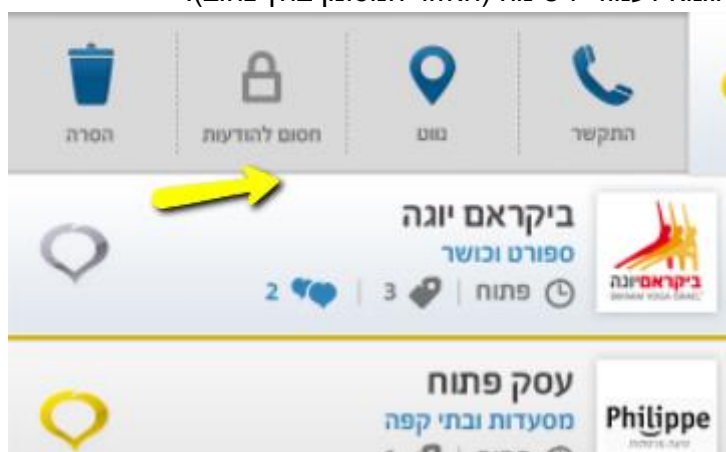 התקשר
נווט
חסום להודעות
הסרה
ביקראם יוגה
ספורט וכושר
פתוח | 3 | 2
ביקראםיוגה
עסק פתוח
מסעדות ובתי קפה
Philippe